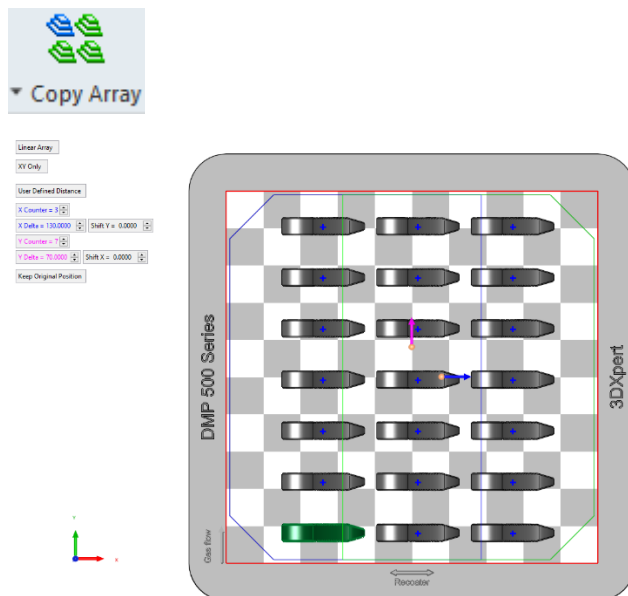 Copy Array
Linear Array
XY Only
User Defined Distance
X Counter = 3
X Delta = 130.0000 Shift Y = 0.0000
Y Counter = 7
Y Delta = 70.0000 Shift X = 0.0000
Keep Original Position
DMP 500 Series
3DXpert
Gas flow
Recoater
Y
X